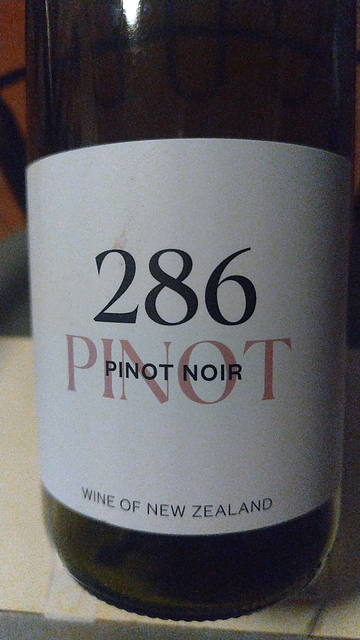 286
PINOT
PINOT NOIR
WINE OF NEW ZEALAND